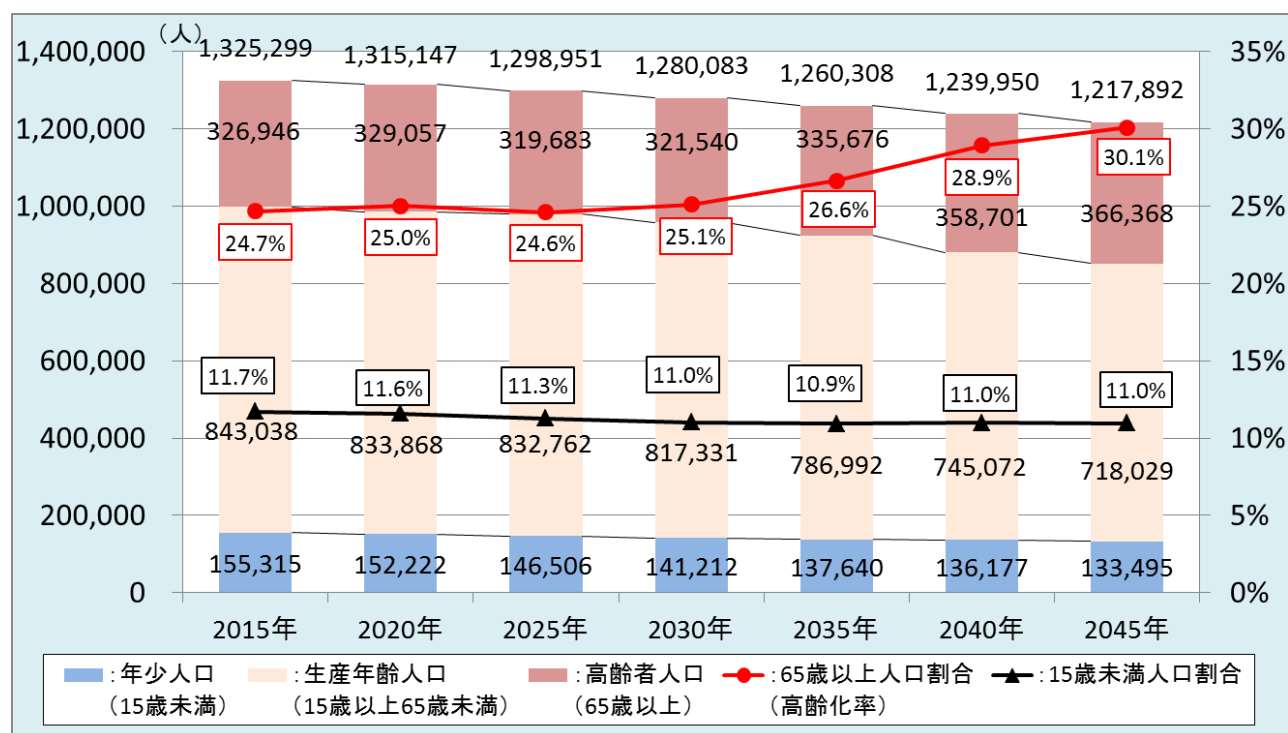 (人)
1,400,000 1,325,299 1,315,147 1,298,951 1,280,083 1,260,308 1,239,950 1,217,892 35%
1,200,000 326,946 329,057 319,683 321,540 335,676 30%
28.9% 30.1%
1,000,000 24.7% 25.0% 24.6% 25.1% 26.6% 358,701 366,368 25%
800,000 20%
600,000 15%
11.7% 11.6% 11.3% 11.0% 10.9% 11.0% 11.0%
400,000 843,038 833,868 832,762 817,331 786,992 745,072 718,029 10%
200,000 5%
155,315 152,222 146,506 141,212 137,640 136,177 133,495
0 0%
2015年 2020年 2025年 2030年 2035年 2040年 2045年
:年少人口 :生産年齢人口 :高齢者人口 :65歳以上人口割合 :15歳未満人口割合
(15歳未満) (15歳以上65歳未満) (65歳以上) (高齢化率)